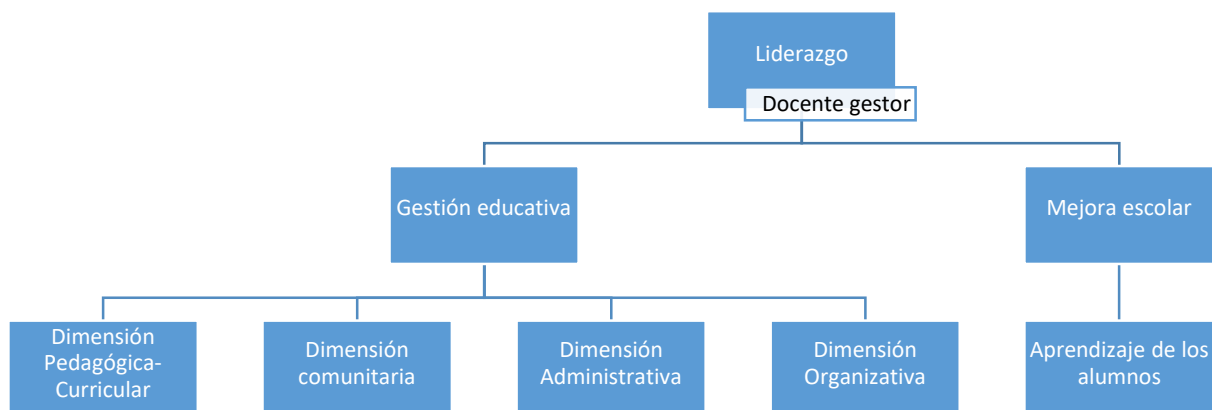 Liderazgo
Docente gestor
Gestión educativa
Mejora escolar
Dimensión
Pedagógica-
Curricular
Dimensión
comunitaria
Dimensión
Administrativa
Dimensión
Organizativa
Aprendizaje de los
alumnos